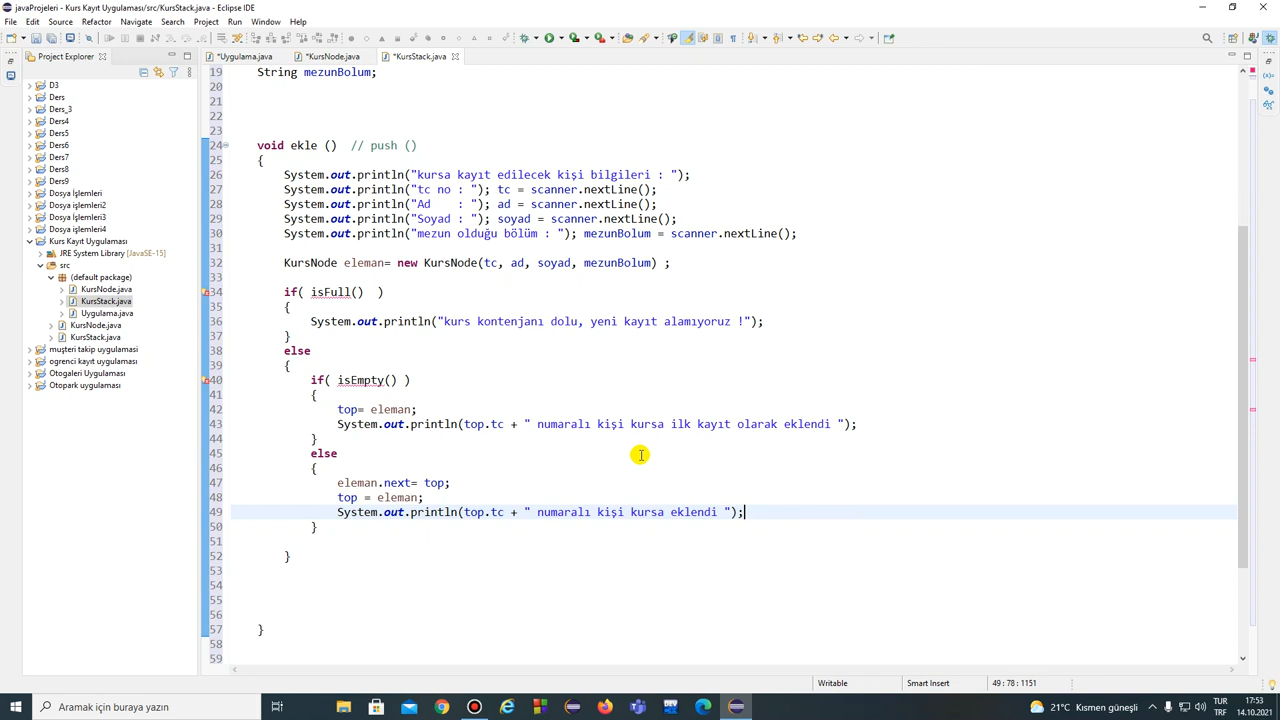 javaProjeleri - Kurs Kayıt Uygulaması/src/KursStack.java - Eclipse IDE
File Edit Source Refactor Navigate Search Project Run Window Help
Project Explorer
*Uygulama.java *KursNode.java *KursStack.java
D3
Ders
Ders_3
Ders4
Ders5
Ders6
Ders7
Ders8
Ders9
Dosya İşlemleri
Dosya işlemleri2
Dosya İşlemleri3
Dosya işlemleri4
Kurs Kayıt Uygulaması
JRE System Library [JavaSE-15]
src
(default package)
KursNode.java
KursStack.java
Uygulama.java
KursNode.java
KursStack.java
muşteri takip uygulamasi
ogrenci kayıt uygulaması
Otogaleri Uygulaması
Otopark uygulaması
19 String mezunBolum;
20
21
22
23
24 void ekle () // push ()
25 {
26 System.out.println("kursa kayıt edilecek kişi bilgileri : ");
27 System.out.println("tc no : "); tc = scanner.nextLine();
28 System.out.println("Ad : "); ad = scanner.nextLine();
29 System.out.println("Soyad : "); soyad = scanner.nextLine();
30 System.out.println("mezun olduğu bölüm : "); mezunBolum = scanner.nextLine();
31
32 KursNode eleman= new KursNode(tc, ad, soyad, mezunBolum) ;
33
34 if( isFull() )
35 {
36 System.out.println("kurs kontenjanı dolu, yeni kayıt alamıyoruz !");
37 }
38 else
39 {
40 if( isEmpty() )
41 {
42 top= eleman;
43 System.out.println(top.tc + " numaralı kişi kursa ilk kayıt olarak eklendi ");
44 }
45 else
46 {
47 eleman.next= top;
48 top = eleman;
49 System.out.println(top.tc + " numaralı kişi kursa eklendi ");
50 }
51
52 }
53
54
55
56
57 }
58
59
Writable Smart Insert 49 : 78 : 1151
Aramak için buraya yazın
21°C Kısmen güneşli
TUR
TRF
17:53
14.10.2021